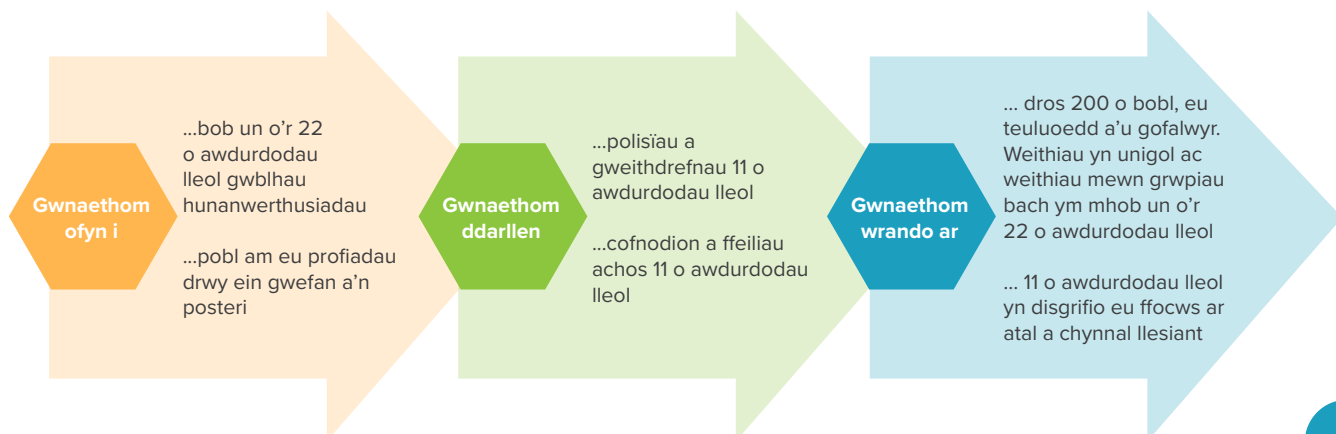 Gwnaethom
ofyn i
...bob un o'r 22
o awdurdodau
lleol gwblhau
hunanwerthusiadau
...pobl am eu profiadau
drwy ein gwefan a'n
posteri
Gwnaethom
ddarllen
...polisïau a
gweithdrefnau 11 o
awdurdodau lleol
...cofnodion a ffeiliau
achos 11 o awdurdodau
lleol
Gwnaethom
wrando ar
... dros 200 o bobl, eu
teuluoedd a'u gofalwyr.
Weithiau yn unigol ac
weithiau mewn grwpiau
bach ym mhob un o'r
22 o awdurdodau lleol
... 11 o awdurdodau lleol
yn disgrifio eu ffocws ar
atal a chynnal llesiant